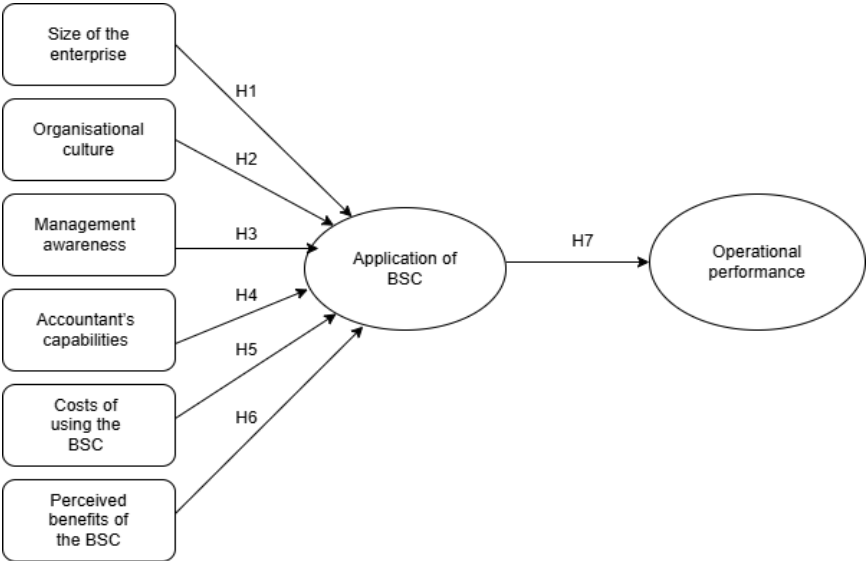 Size of the
enterprise
H1
Organisational
culture
H2
Management
awareness
H3
Accountant's
capabilities
H4
Costs of
using the
BSC
H5
Perceived
benefits of
the BSC
H6
Application of
BSC
H7
Operational
performance